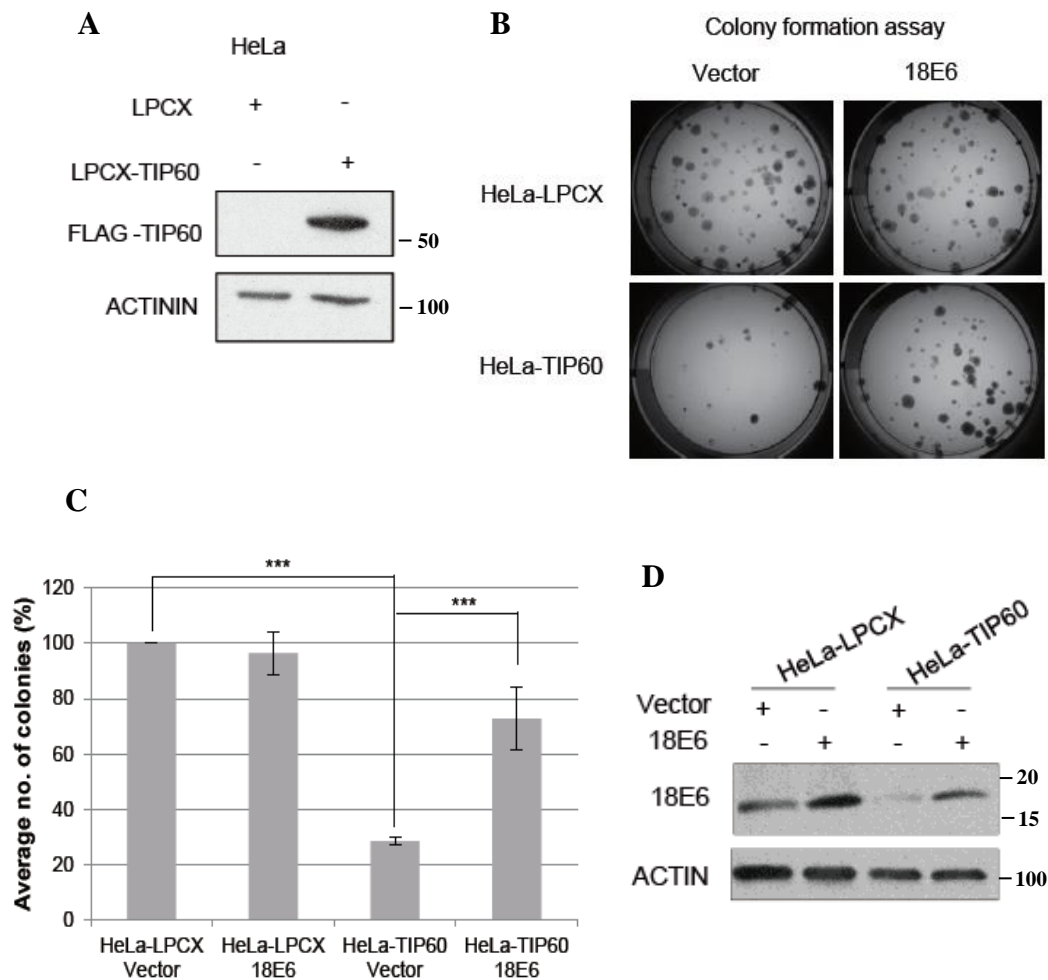 A
HeLa
LPCX + -
LPCX-TIP60 - +
FLAG -TIP60
50
ACTININ
100
B
Colony formation assay
Vector 18E6
HeLa-LPCX
HeLa-TIP60
C
Average no. of colonies (%)
120
100
80
60
40
20
0
***
***
HeLa-LPCX Vector
HeLa-LPCX 18E6
HeLa-TIP60 Vector
HeLa-TIP60 18E6
D
HeLa-LPCX HeLa-TIP60
Vector + - + -
18E6 - + - +
18E6
20
15
ACTIN
100